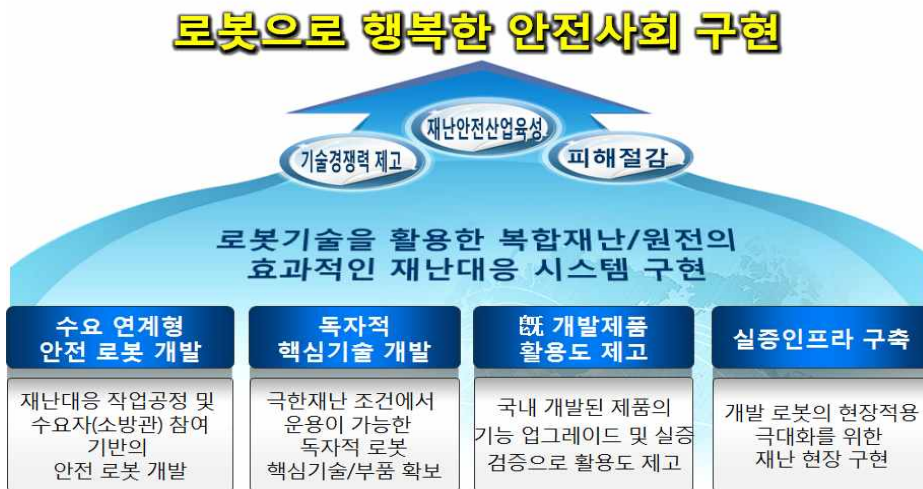 로봇으로 행복한 안전사회 구현
재난안전산업육성
기술경쟁력 제고
피해절감
로봇기술을 활용한 복합재난/원전의
효과적인 재난대응 시스템 구현
수요 연계형
안전 로봇 개발
재난대응 작업공정 및
수요자(소방관) 참여
기반의
안전 로봇 개발
독자적
핵심기술 개발
극한재난 조건에서
운용이 가능한
독자적 로봇
핵심기술/부품 확보
旣 개발제품
활용도 제고
국내 개발된 제품의
기능 업그레이드 및 실증
검증으로 활용도 제고
실증인프라 구축
개발 로봇의 현장적용
극대화를 위한
재난 현장 구현